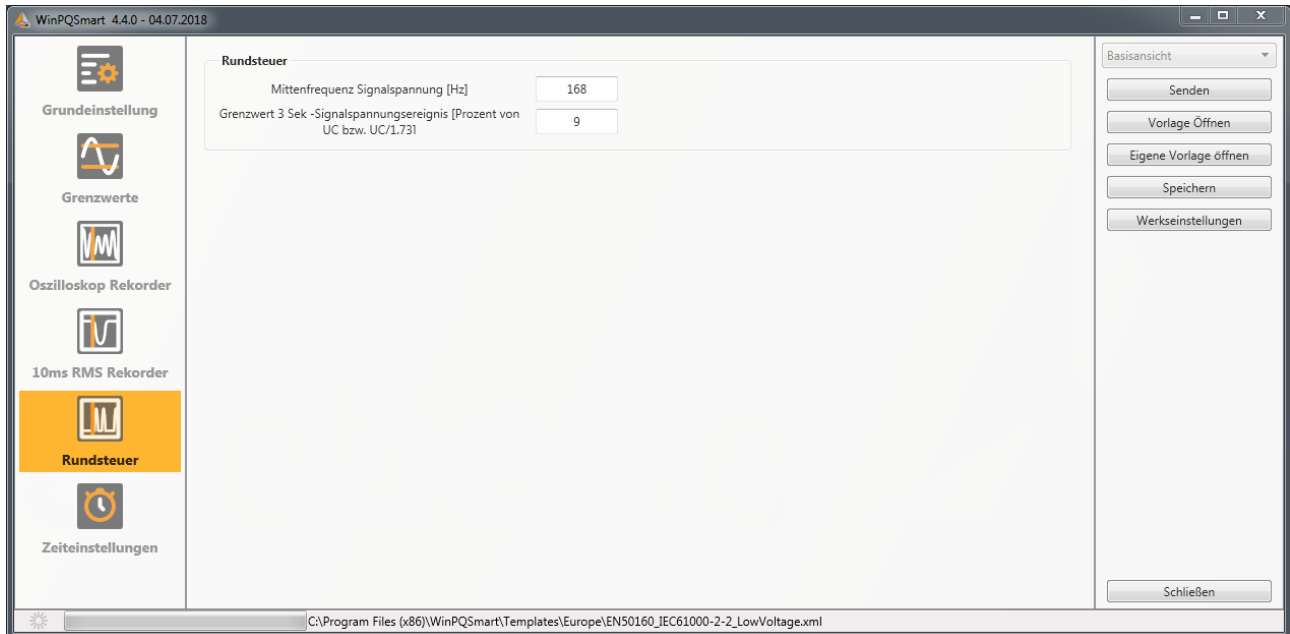 WinPQSmart 4.4.0 - 04.07.2018
Grundeinstellung
Grenzwerte
Oszilloskop Rekorder
10ms RMS Rekorder
Rundsteuer
Zeiteinstellungen
Rundsteuer
Mittenfrequenz Signalspannung [Hz]
168
Grenzwert 3 Sek -Signalspannungsereignis [Prozent von
UC bzw. UC/1.73]
9
Basisansicht
Senden
Vorlage Öffnen
Eigene Vorlage öffnen
Speichern
Werkseinstellungen
Schließen
C:\Program Files (x86)\WinPQSmart\Templates\Europe\EN50160_IEC61000-2-2_LowVoltage.xml